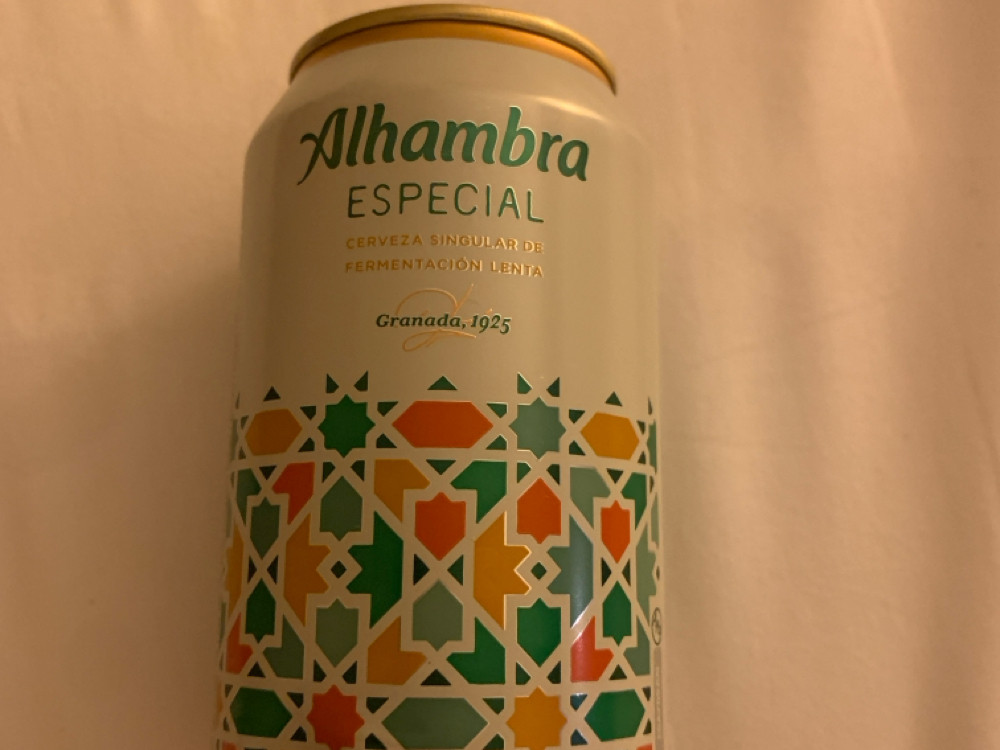 Alhambra
ESPECIAL
CERVEZA SINGULAR DE
FERMENTACIÓN LENTA
Granada, 1925